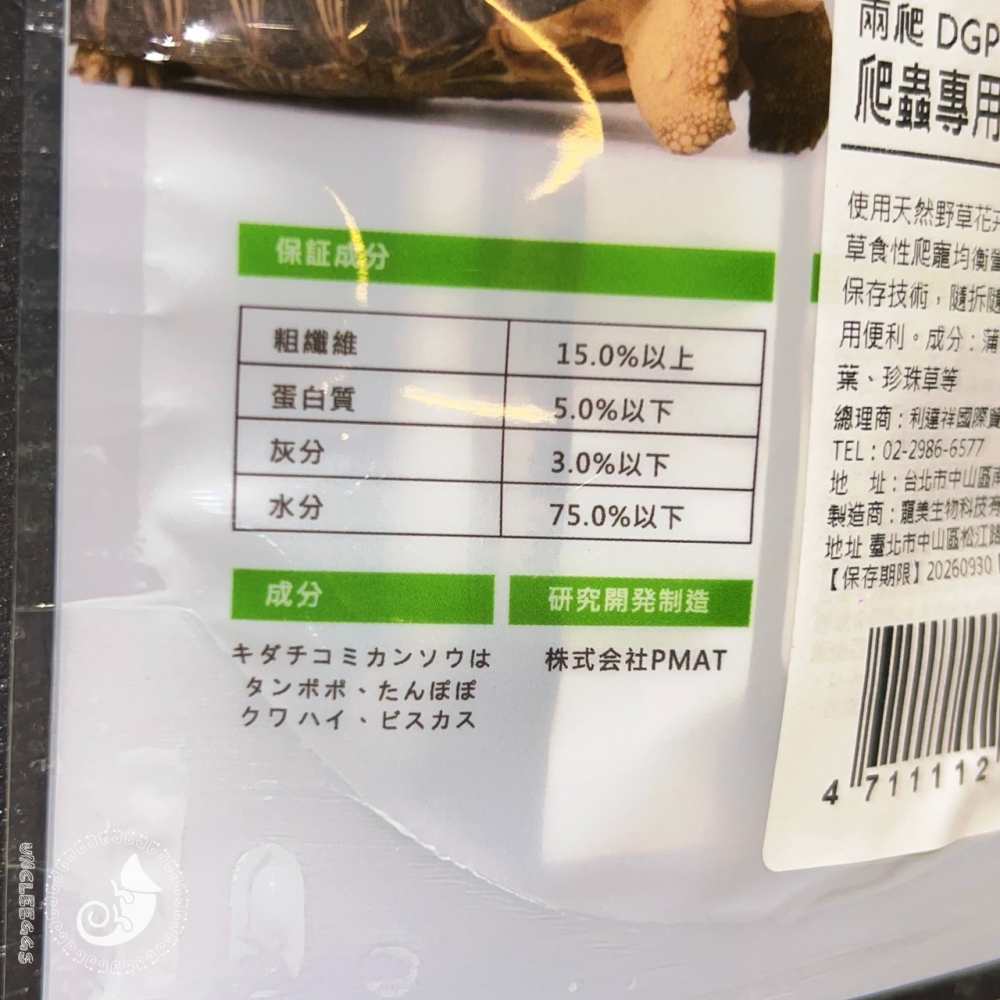 保証成分
粗纖維 15.0%以上
蛋白質 5.0%以下
灰分 3.0%以下
水分 75.0%以下
成分
キダチコミカンソウは
タンポポ、たんぽぽ
クワハイ、ビスカス
研究開発制造
株式会社PMAT
兩爬 DGP
爬蟲專用
使用天然野草花
草食性爬寵均衡
保存技術，隨拆隨
用便利。成分：蒲
葉、珍珠草等
總理商：利達祥國際
TEL：02-2986-6577
地 址：台北市中山區南
製造商：寵美生物科技有
地址 臺北市中山區松江路
【保存期限】20260930
4 711112
UNCLEEGGS